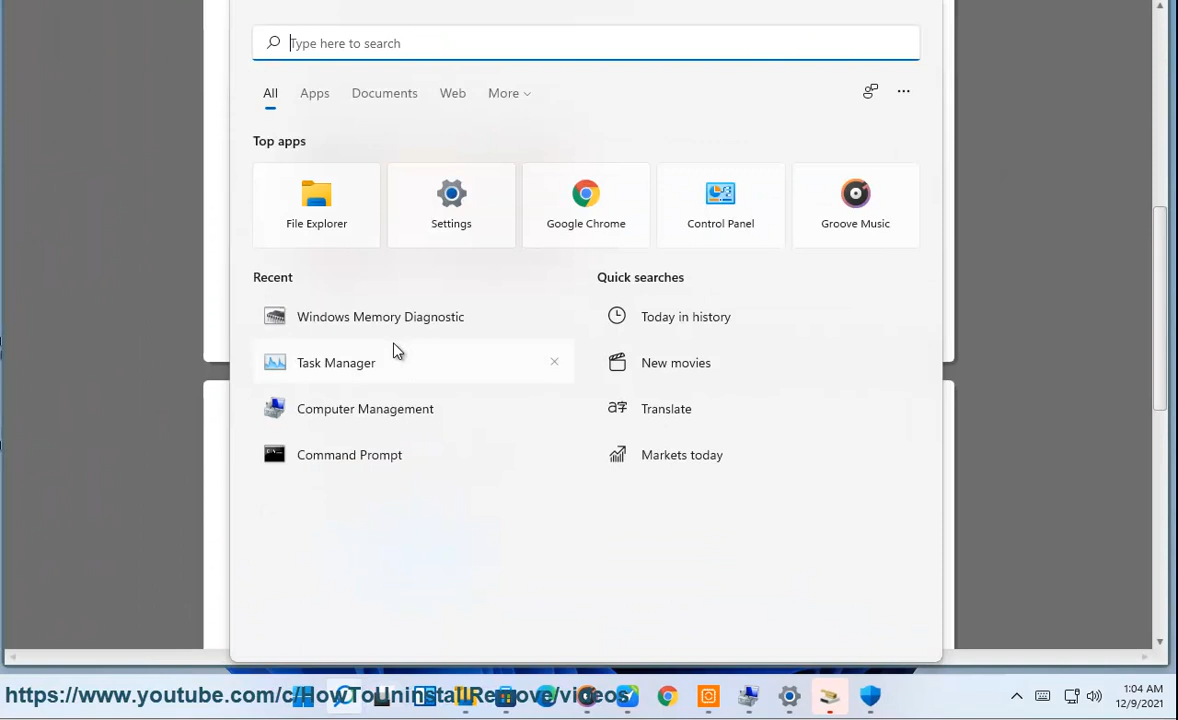 Type here to search
All
Apps
Documents
Web
More
Top apps
File Explorer
Settings
Google Chrome
Control Panel
Groove Music
Recent
Quick searches
Windows Memory Diagnostic
Today in history
Task Manager
New movies
Computer Management
Translate
Command Prompt
Markets today
https://www.youtube.com/c/HowToUninstallRemove/videos
1:04 AM
12/9/2021